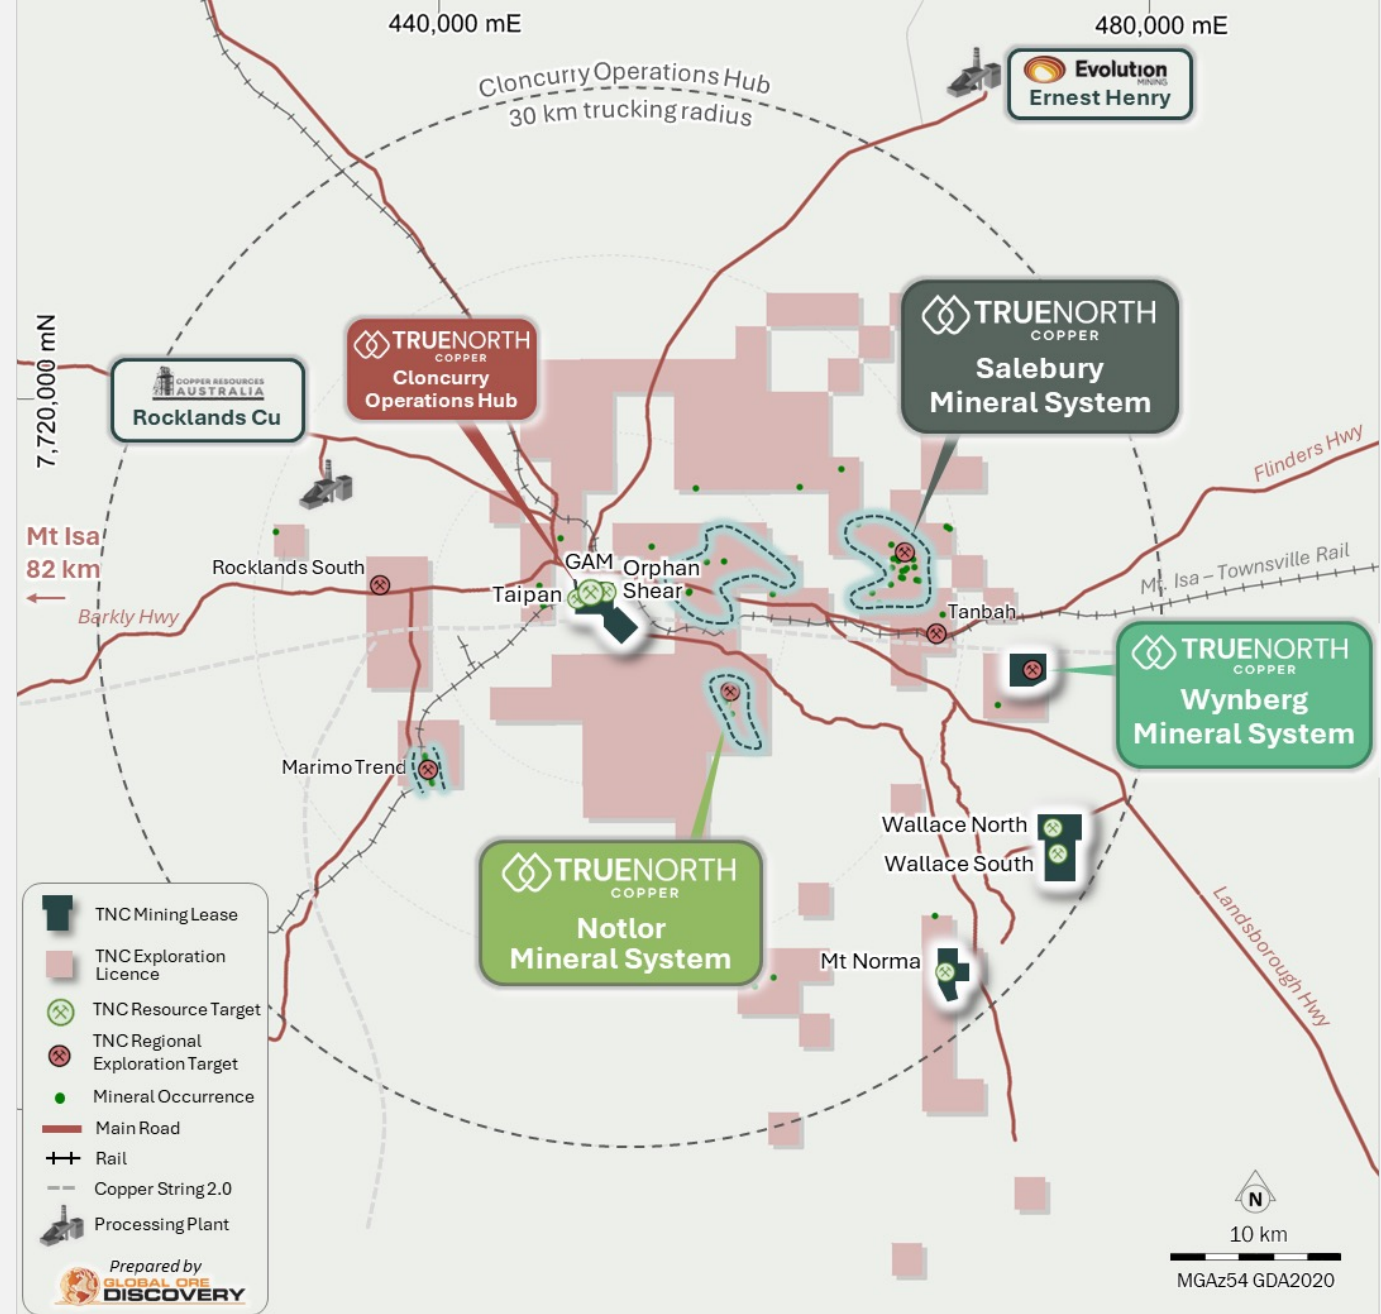 440,000 mE
480,000 mE
Cloncurry Operations Hub
30 km trucking radius
Evolution
MINING
Ernest Henry
7,720,000 mN
COPPER RESOURCES
AUSTRALIA
Rocklands Cu
TRUENORTH
COPPER
Cloncurry
Operations Hub
TRUENORTH
COPPER
Salebury
Mineral System
Flinders Hwy
Mt Isa
82 km
Barkly Hwy
Rocklands South
GAM
Orphan
Shear
Taipan
Mt. Isa – Townsville Rail
Tanbah
TRUENORTH
COPPER
Wynberg
Mineral System
Marimo Trend
Wallace North
Wallace South
TRUENORTH
COPPER
Notlor
Mineral System
Mt Norma
Landsborough Hwy
TNC Mining Lease
TNC Exploration
Licence
TNC Resource Target
TNC Regional
Exploration Target
Mineral Occurrence
Main Road
Rail
Copper String 2.0
Processing Plant
Prepared by
GLOBAL ORE
DISCOVERY
N
10 km
MGAz54 GDA2020